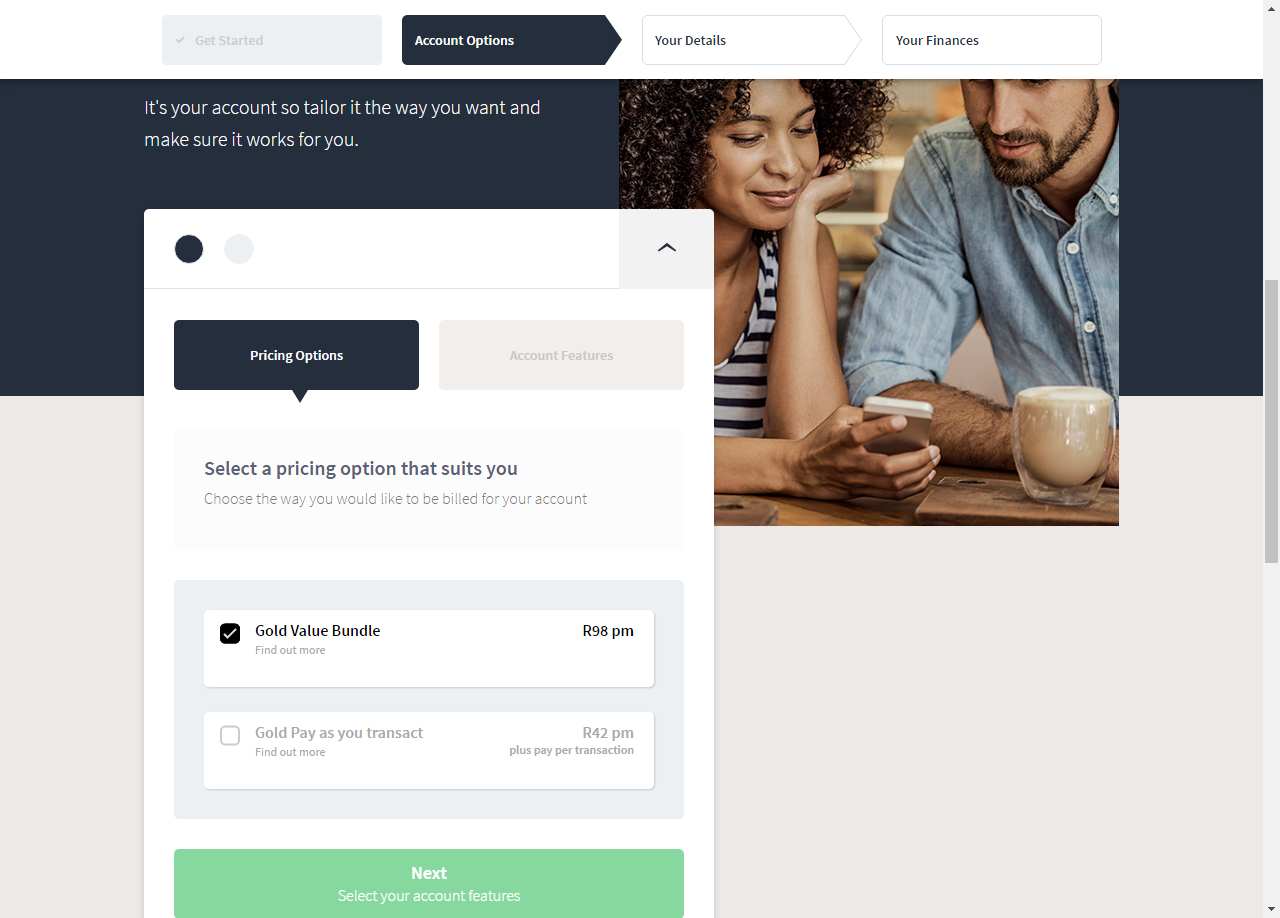 Get Started
Account Options
Your Details
Your Finances
It's your account so tailor it the way you want and
make sure it works for you.
Pricing Options
Account Features
Select a pricing option that suits you
Choose the way you would like to be billed for your account
Gold Value Bundle
R98 pm
Find out more
Gold Pay as you transact
R42 pm
Find out more
plus pay per transaction
Next
Select your account features